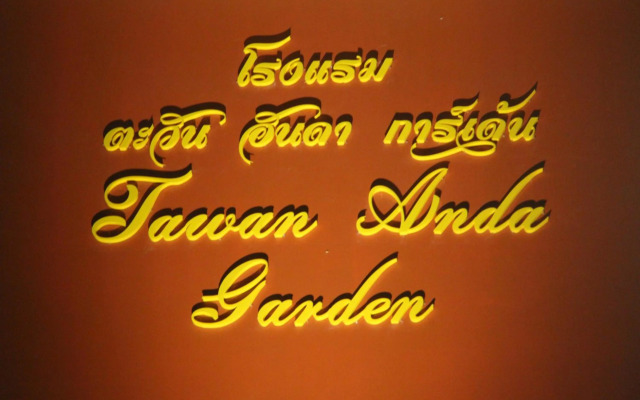 โรงแรม
ตะวัน อันดา การ์เด้น
Tawan Anda
Garden